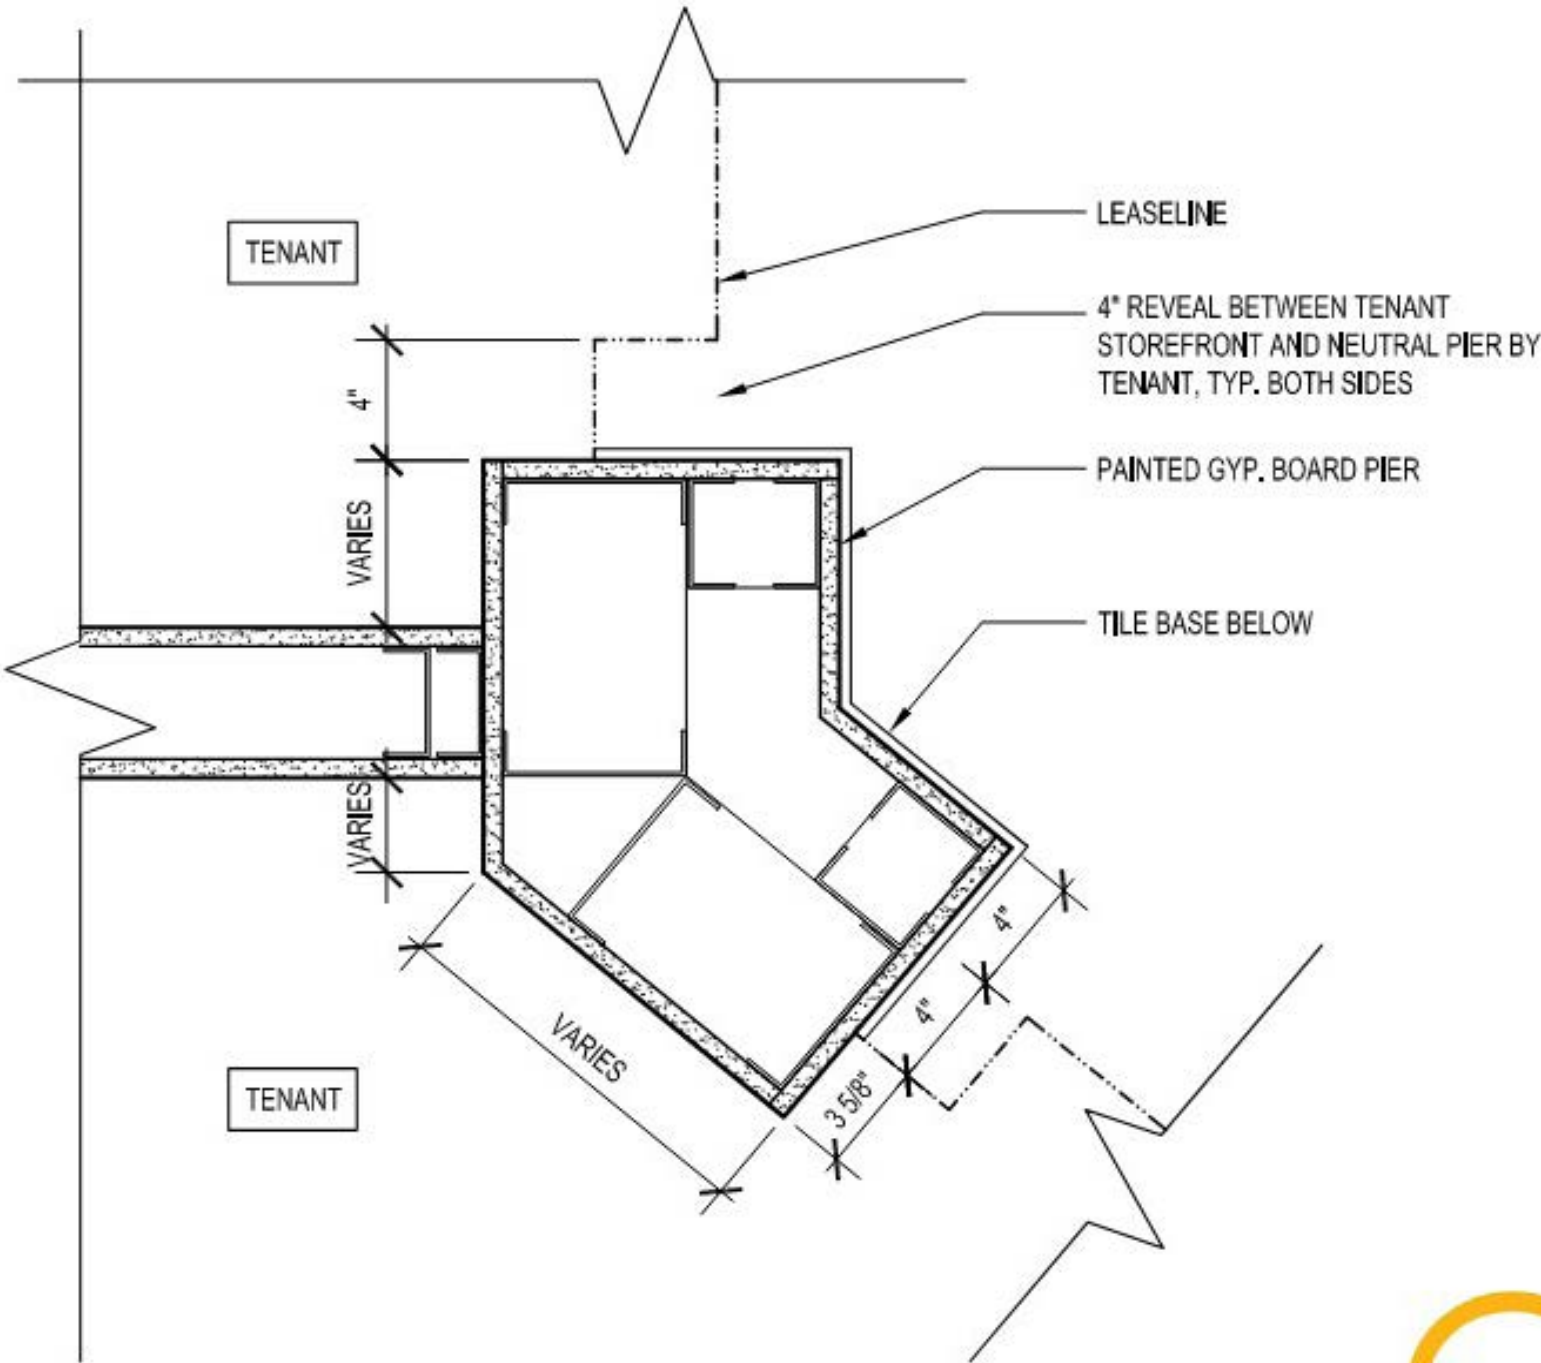 LEASELINE
TENANT
4" REVEAL BETWEEN TENANT
STOREFRONT AND NEUTRAL PIER BY
TENANT, TYP. BOTH SIDES
4"
PAINTED GYP. BOARD PIER
VARIES
TILE BASE BELOW
VARIES
4"
4"
3 5/8"
VARIES
TENANT